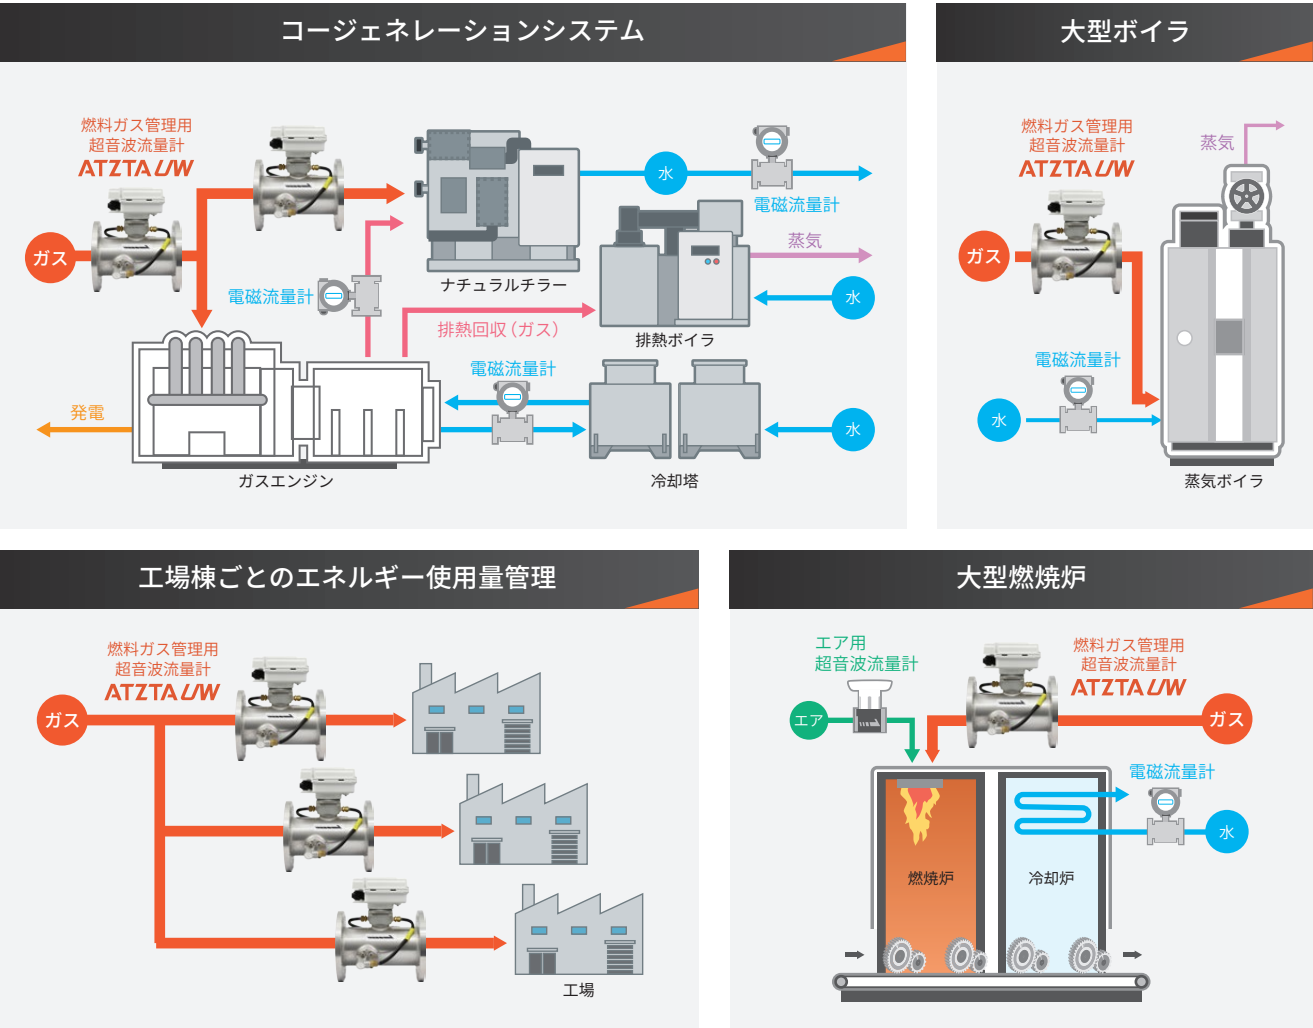 コージェネレーションシステム
燃料ガス管理用
超音波流量計
ATZTA UW
ガス
水
電磁流量計
蒸気
ナチュラルチラー
電磁流量計
水
排熱回収(ガス)
排熱ボイラ
電磁流量計
発電
水
ガスエンジン
冷却塔
大型ボイラ
燃料ガス管理用
超音波流量計
ATZTA UW
蒸気
ガス
電磁流量計
水
蒸気ボイラ
工場棟ごとのエネルギー使用量管理
燃料ガス管理用
超音波流量計
ATZTA UW
ガス
工場
大型燃焼炉
エア用
超音波流量計
燃料ガス管理用
超音波流量計
ATZTA UW
エア
ガス
電磁流量計
水
燃焼炉
冷却炉